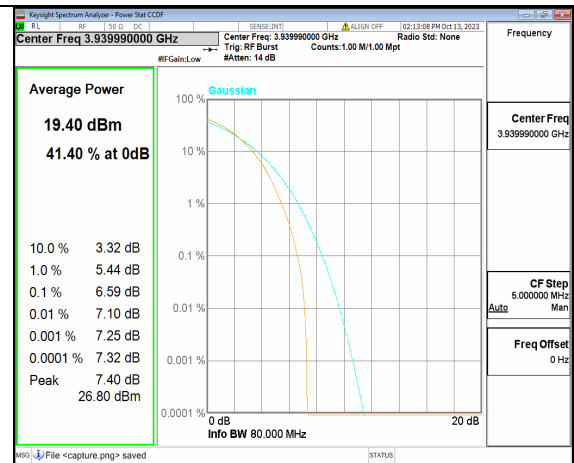 Keysight Spectrum Analyzer - Power Stat CCDF
RL RF 50 Ω DC SENSE:INT ALIGN OFF 02:13:08 PM Oct 13, 2023
Center Freq 3.939990000 GHz
Center Freq: 3.939990000 GHz Radio Std: None
Trig: RF Burst Counts:1.00 M/1.00 Mpt
#IFGain:Low #Atten: 14 dB
Frequency
Average Power
19.40 dBm
41.40 % at 0dB
10.0 % 3.32 dB
1.0 % 5.44 dB
0.1 % 6.59 dB
0.01 % 7.10 dB
0.001 % 7.25 dB
0.0001 % 7.32 dB
Peak 7.40 dB
26.80 dBm
Gaussian
100 %
10 %
1 %
0.1 %
0.01 %
0.001 %
0.0001 %
0 dB 20 dB
Info BW 80.000 MHz
Center Freq
3.939990000 GHz
CF Step
5.000000 MHz
Auto Man
Freq Offset
0 Hz
MSG File <capture.png> saved STATUS